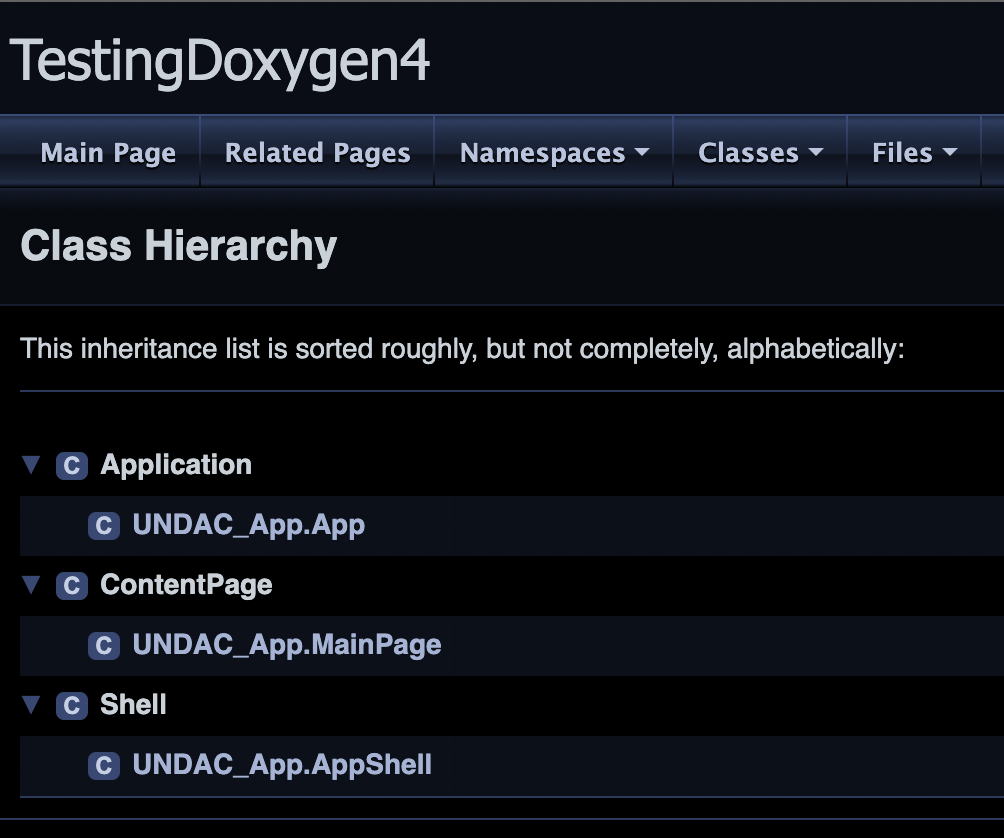 TestingDoxygen4
Main Page Related Pages Namespaces Classes Files
Class Hierarchy
This inheritance list is sorted roughly, but not completely, alphabetically:
C Application
C UNDAC_App.App
C ContentPage
C UNDAC_App.MainPage
C Shell
C UNDAC_App.AppShell